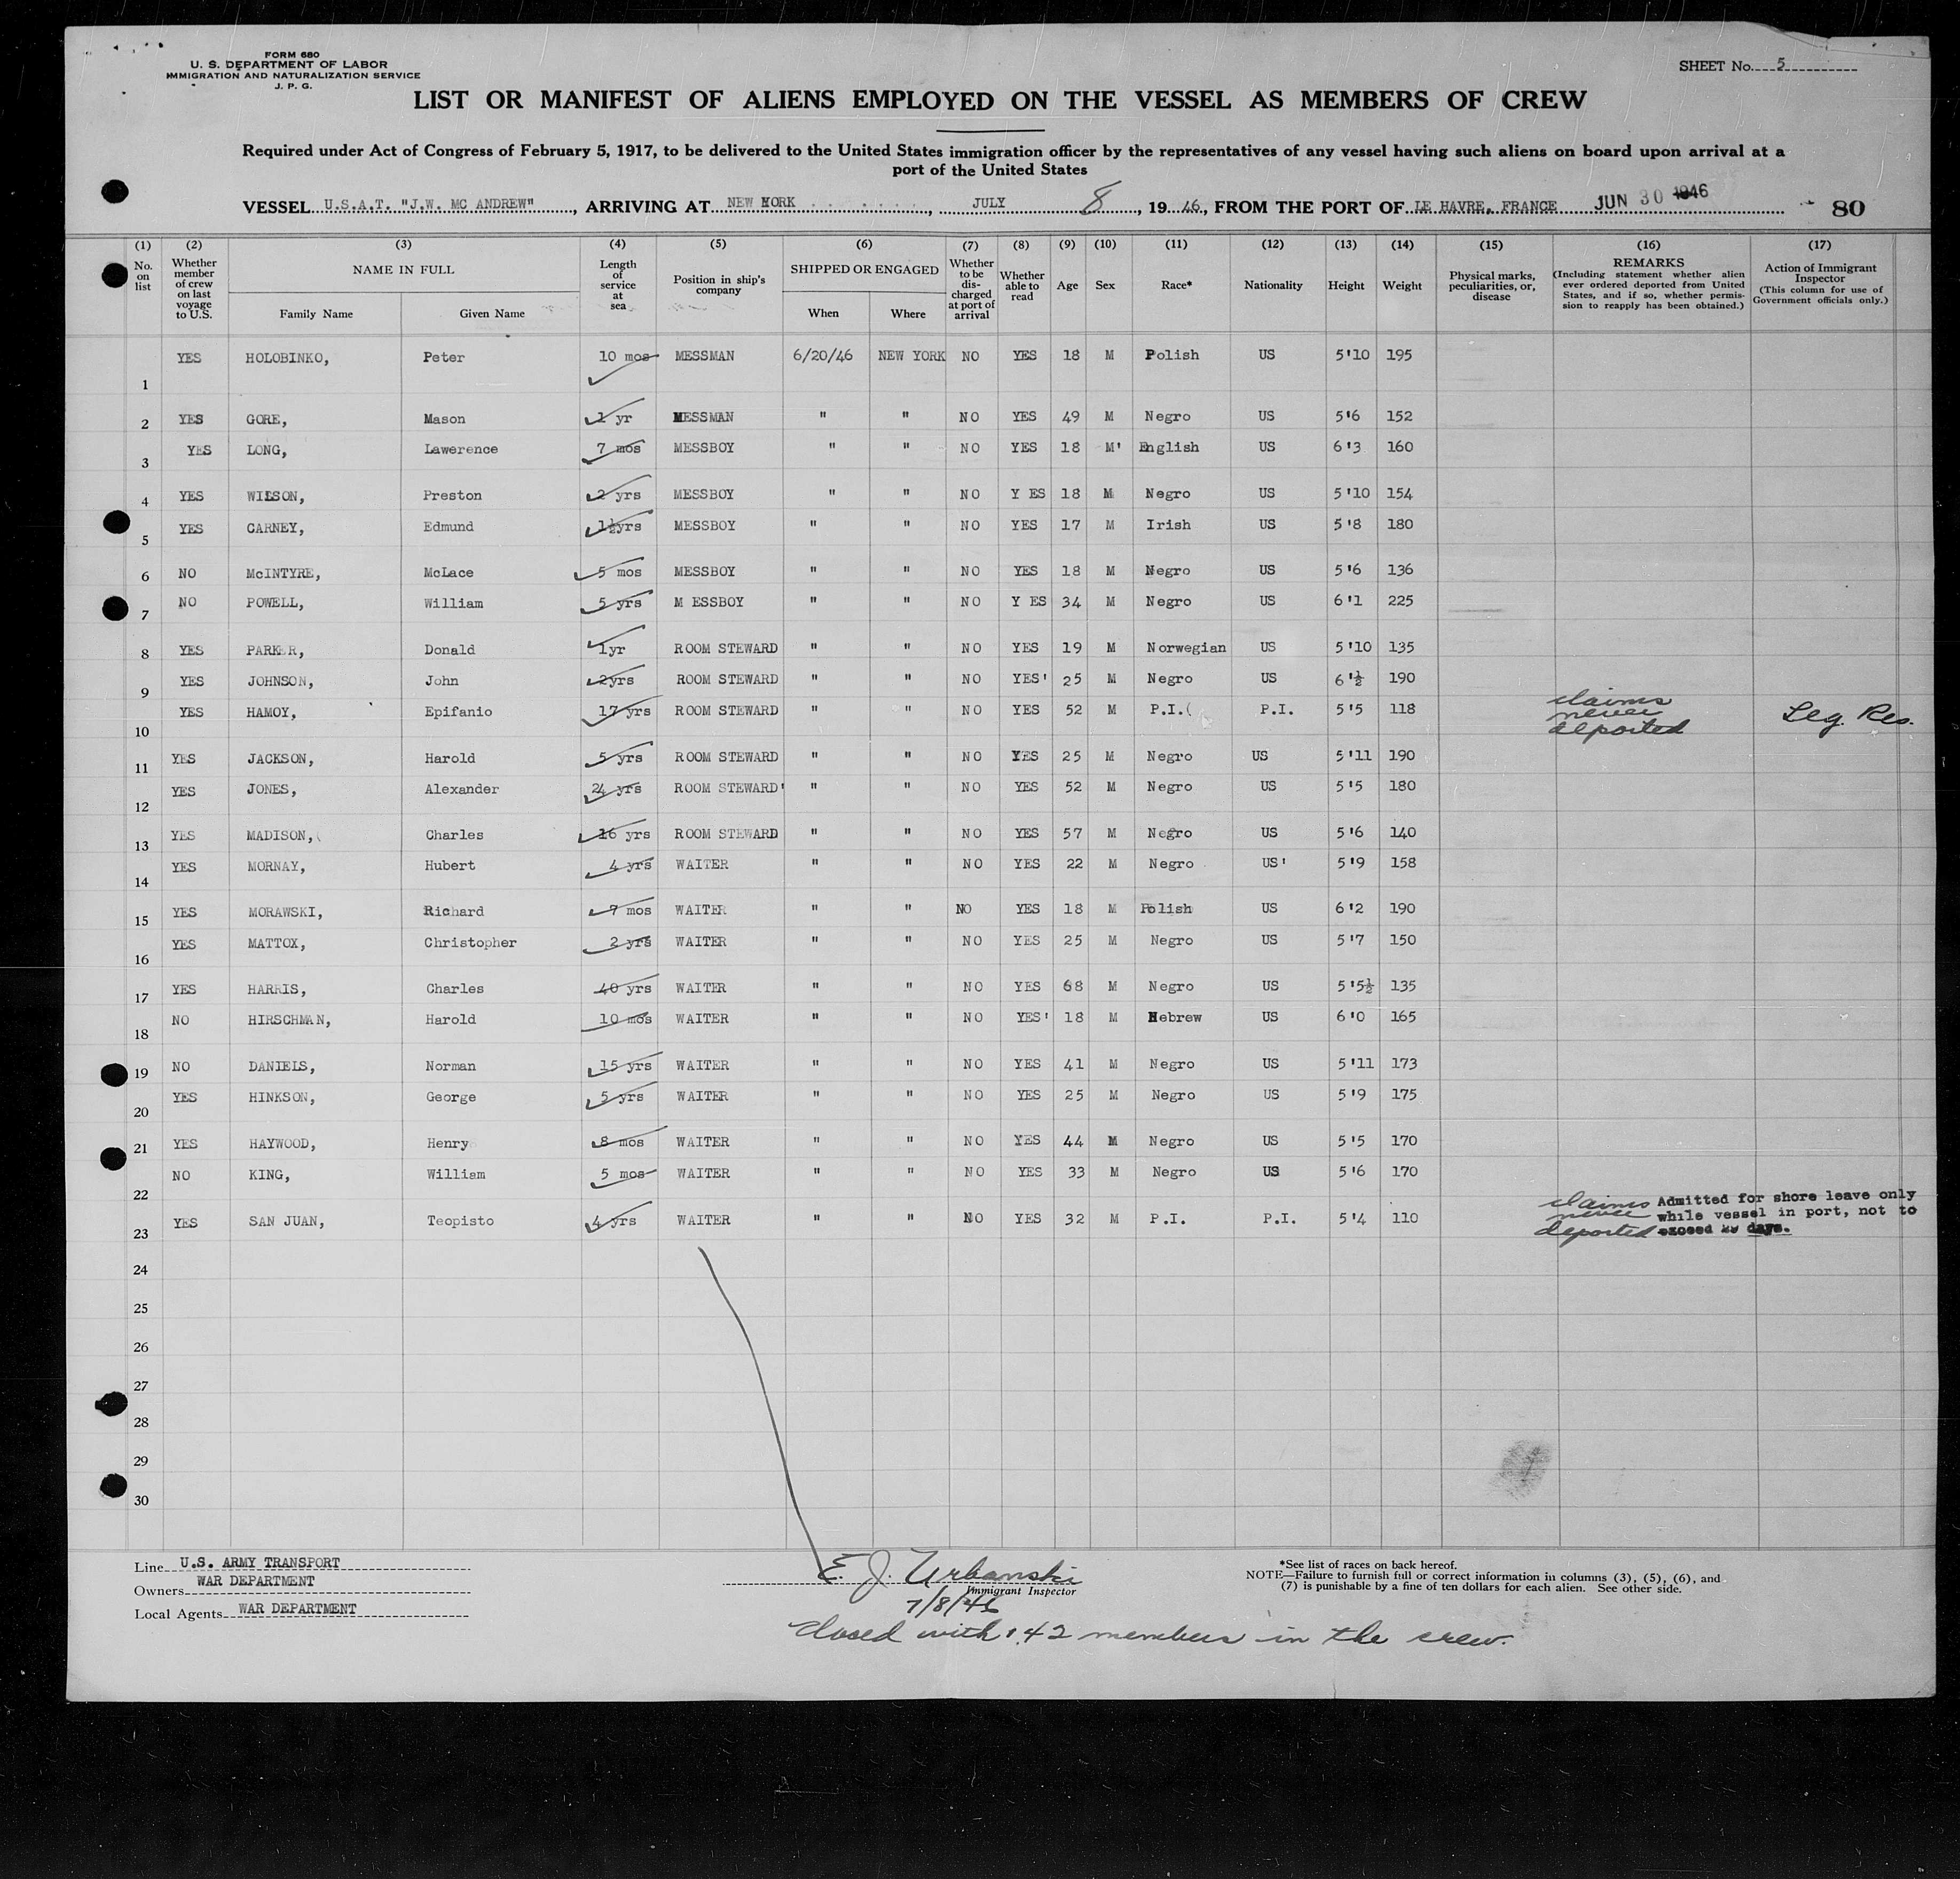 FORM 680
U. S. DEPARTMENT OF LABOR
IMMIGRATION AND NATURALIZATION SERVICE
J. P. G.
SHEET No. 5
LIST OR MANIFEST OF ALIENS EMPLOYED ON THE VESSEL AS MEMBERS OF CREW
Required under Act of Congress of February 5, 1917, to be delivered to the United States immigration officer by the representatives of any vessel having such aliens on board upon arrival at a
port of the United States
VESSEL U.S.A.T. "J.W. MC ANDREW", ARRIVING AT NEW YORK, JULY 8, 1946, FROM THE PORT OF LE HAVRE, FRANCE JUN 30 1946 80
(1) (2) (3) (4) (5) (6) (7) (8) (9) (10) (11) (12) (13) (14) (15) (16) (17)
No. on list
Whether member of crew on last voyage to U.S.
NAME IN FULL
Family Name
Given Name
Length of service at sea
Position in ship's company
SHIPPED OR ENGAGED
When
Where
Whether to be discharged at port of arrival
Whether able to read
Age
Sex
Race*
Nationality
Height
Weight
Physical marks, peculiarities, or, disease
REMARKS
(Including statement whether alien ever ordered deported from United States, and if so, whether permission to reapply has been obtained.)
Action of Immigrant Inspector
(This column for use of Government officials only.)
1 YES HOLOBINKO, Peter 10 mos MESSMAN 6/20/46 NEW YORK NO YES 18 M Polish US 5'10 195
2 YES GORE, Mason 1 yr MESSMAN " " NO YES 49 M Negro US 5'6 152
3 YES LONG, Lawerence 7 mos MESSBOY " " NO YES 18 M' English US 6'3 160
4 YES WILSON, Preston 2 yrs MESSBOY " " NO Y ES 18 M Negro US 5'10 154
5 YES CARNEY, Edmund 1½yrs MESSBOY " " NO YES 17 M Irish US 5'8 180
6 NO McINTYRE, McLace 5 mos MESSBOY " " NO YES 18 M Negro US 5'6 136
7 NO POWELL, William 5 yrs M ESSBOY " " NO Y ES 34 M Negro US 6'1 225
8 YES PARKER, Donald 1yr ROOM STEWARD " " NO YES 19 M Norwegian US 5'10 135
9 YES JOHNSON, John 2yrs ROOM STEWARD " " NO YES' 25 M Negro US 6'½ 190
10 YES HAMOY, Epifanio 17 yrs ROOM STEWARD " " NO YES 52 M P.I.( P.I. 5'5 118 claims never deported Leg. Res.
11 YES JACKSON, Harold 5 yrs ROOM STEWARD " " NO YES 25 M Negro US 5'11 190
12 YES JONES, Alexander 24 yrs ROOM STEWARD' " " NO YES 52 M Negro US 5'5 180
13 YES MADISON,( Charles 16 yrs ROOM STEWARD " " NO YES 57 M Negro US 5'6 140
14 YES MORNAY, Hubert 4 yrs WAITER " " NO YES 22 M Negro US' 5'9 158
15 YES MORAWSKI, Richard 7 mos WAITER " " NO YES 18 M Polish US 6'2 190
16 YES MATTOX, Christopher 2 yrs WAITER " " NO YES 25 M Negro US 5'7 150
17 YES HARRIS, Charles 40 yrs WAITER " " NO YES 68 M Negro US 5'5½ 135
18 NO HIRSCHMAN, Harold 10 mos WAITER " " NO YES' 18 M Hebrew US 6'0 165
19 NO DANIELS, Norman 15 yrs WAITER " " NO YES 41 M Negro US 5'11 173
20 YES HINKSON, George 5 yrs WAITER " " NO YES 25 M Negro US 5'9 175
21 YES HAYWOOD, Henry 8 mos WAITER " " NO YES 44 M Negro US 5'5 170
22 NO KING, William 5 mos WAITER " " NO YES 33 M Negro US 5'6 170
23 YES SAN JUAN, Teopisto 4 yrs WAITER " " NO YES 32 M P.I. P.I. 5'4 110 claims never deported Admitted for shore leave only while vessel in port, not to exceed days.
24
25
26
27
28
29
30
Line U.S. ARMY TRANSPORT
Owners WAR DEPARTMENT
Local Agents WAR DEPARTMENT
E. J. Urbanski
Immigrant Inspector
7/8/46
Closed with 142 members in the crew.
*See list of races on back hereof.
NOTE—Failure to furnish full or correct information in columns (3), (5), (6), and
(7) is punishable by a fine of ten dollars for each alien. See other side.